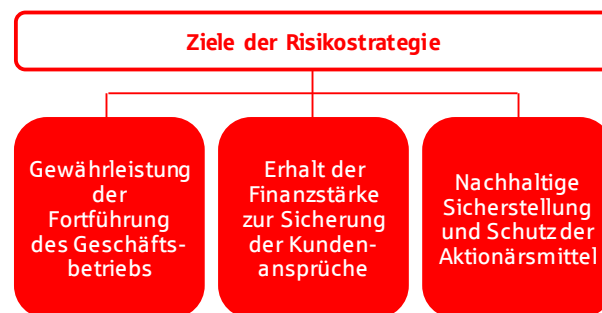 Ziele der Risikostrategie
Gewährleistung
der
Fortführung
des Geschäfts-
betriebs
Erhalt der
Finanzstärke
zur Sicherung
der Kunden-
ansprüche
Nachhaltige
Sicherstellung
und Schutz der
Aktionärsmittel